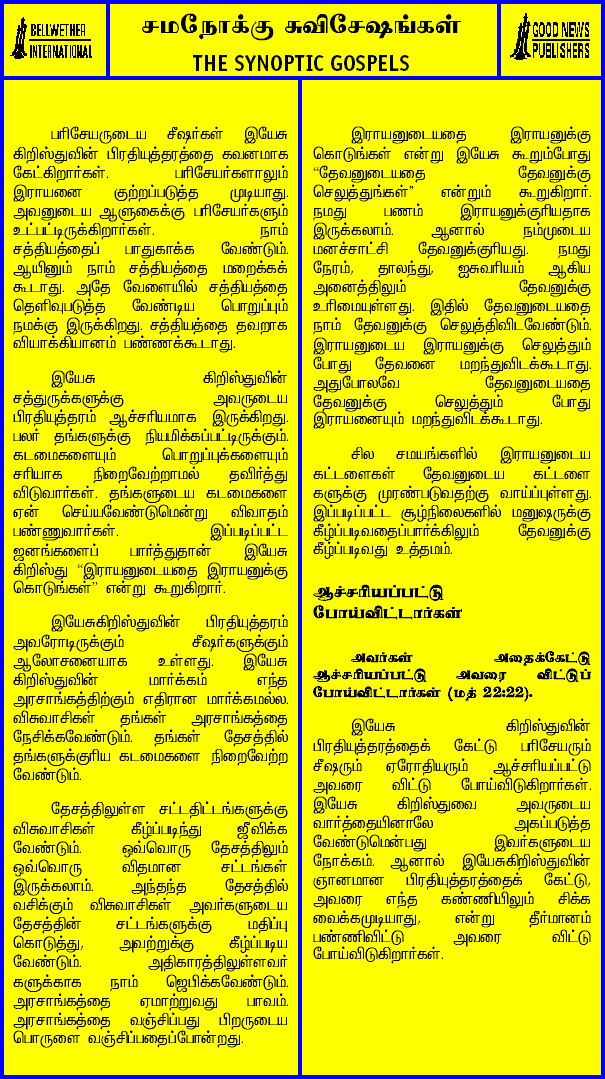 BELLWETHER
INTERNATIONAL
சமநோக்கு சுவிசேஷங்கள்
THE SYNOPTIC GOSPELS
GOOD NEWS
PUBLISHERS
பரிசேயருடைய சீஷர்கள் இயேசு
கிறிஸ்துவின் பிரதியுத்தரத்தை கவனமாக
கேட்கிறார்கள். பரிசேயர்களாலும்
இராயனை குற்றப்படுத்த முடியாது.
அவனுடைய ஆளுகைக்கு பரிசேயர்களும்
உட்பட்டிருக்கிறார்கள். நாம்
சத்தியத்தைப் பாதுகாக்க வேண்டும்.
ஆயினும் நாம் சத்தியத்தை மறைக்கக்
கூடாது. அதே வேளையில் சத்தியத்தை
தெளிவுபடுத்த வேண்டிய பொறுப்பும்
நமக்கு இருக்கிறது. சத்தியத்தை தவறாக
வியாக்கியானம் பண்ணக்கூடாது.
இயேசு கிறிஸ்துவின்
சத்துருக்களுக்கு அவருடைய
பிரதியுத்தரம் ஆச்சரியமாக இருக்கிறது.
பலர் தங்களுக்கு நியமிக்கப்பட்டிருக்கும்.
கடமைகளையும் பொறுப்புக்களையும்
சரியாக நிறைவேற்றாமல் தவிர்த்து
விடுவார்கள். தங்களுடைய கடமைகளை
ஏன் செய்யவேண்டுமென்று விவாதம்
பண்ணுவார்கள். இப்படிப்பட்ட
ஜனங்களைப் பார்த்துதான் இயேசு
கிறிஸ்து “இராயனுடையதை இராயனுக்கு
கொடுங்கள்” என்று கூறுகிறார்.
இயேசுகிறிஸ்துவின் பிரதியுத்தரம்
அவரோடிருக்கும் சீஷர்களுக்கும்
ஆலோசனையாக உள்ளது. இயேசு
கிறிஸ்துவின் மார்க்கம் எந்த
அரசாங்கத்திற்கும் எதிரான மார்க்கமல்ல.
விசுவாசிகள் தங்கள் அரசாங்கத்தை
நேசிக்கவேண்டும். தங்கள் தேசத்தில்
தங்களுக்குரிய கடமைகளை நிறைவேற்ற
வேண்டும்.
தேசத்திலுள்ள சட்டதிட்டங்களுக்கு
விசுவாசிகள் கீழ்ப்படிந்து ஜீவிக்க
வேண்டும். ஒவ்வொரு தேசத்திலும்
ஒவ்வொரு விதமான சட்டங்கள்
இருக்கலாம். அந்தந்த தேசத்தில்
வசிக்கும் விசுவாசிகள் அவர்களுடைய
தேசத்தின் சட்டங்களுக்கு மதிப்பு
கொடுத்து, அவற்றுக்கு கீழ்ப்படிய
வேண்டும். அதிகாரத்திலுள்ளவர்
களுக்காக நாம் ஜெபிக்கவேண்டும்.
அரசாங்கத்தை ஏமாற்றுவது பாவம்.
அரசாங்கத்தை வஞ்சிப்பது பிறருடைய
பொருளை வஞ்சிப்பதைப்போன்றது.
இராயனுடையதை இராயனுக்கு
கொடுங்கள் என்று இயேசு கூறும்போது
“தேவனுடையதை தேவனுக்கு
செலுத்துங்கள்” என்றும் கூறுகிறார்.
நமது பணம் இராயனுக்குரியதாக
இருக்கலாம். ஆனால் நம்முடைய
மனச்சாட்சி தேவனுக்குரியது. நமது
நேரம், தாலந்து, ஐசுவரியம் ஆகிய
அனைத்திலும் தேவனுக்கு
உரிமையுள்ளது. இதில் தேவனுடையதை
நாம் தேவனுக்கு செலுத்திவிடவேண்டும்.
இராயனுடைய இராயனுக்கு செலுத்தும்
போது தேவனை மறந்துவிடக்கூடாது.
அதுபோலவே தேவனுடையதை
தேவனுக்கு செலுத்தும் போது
இராயனையும் மறந்துவிடக்கூடாது.
சில சமயங்களில் இராயனுடைய
கட்டளைகள் தேவனுடைய கட்டளை
களுக்கு முரண்படுவதற்கு வாய்ப்புள்ளது.
இப்படிப்பட்ட சூழ்நிலைகளில் மனுஷருக்கு
கீழ்ப்படிவதைப்பார்க்கிலும் தேவனுக்கு
கீழ்ப்படிவது உத்தமம்.
ஆச்சரியப்பட்டு
போய்விட்டார்கள்
அவர்கள் அதைக்கேட்டு
ஆச்சரியப்பட்டு அவரை விட்டுப்
போய்விட்டார்கள் (மத் 22:22).
இயேசு கிறிஸ்துவின்
பிரதியுத்தரத்தைக் கேட்டு பரிசேயரும்
சீஷரும் ஏரோதியரும் ஆச்சரியப்பட்டு
அவரை விட்டு போய்விடுகிறார்கள்.
இயேசு கிறிஸ்துவை அவருடைய
வார்த்தையினாலே அகப்படுத்த
வேண்டுமென்பது இவர்களுடைய
நோக்கம். ஆனால் இயேசுகிறிஸ்துவின்
ஞானமான பிரதியுத்தரத்தைக் கேட்டு,
அவரை எந்த கண்ணியிலும் சிக்க
வைக்கமுடியாது, என்று தீர்மானம்
பண்ணிவிட்டு அவரை விட்டு
போய்விடுகிறார்கள்.